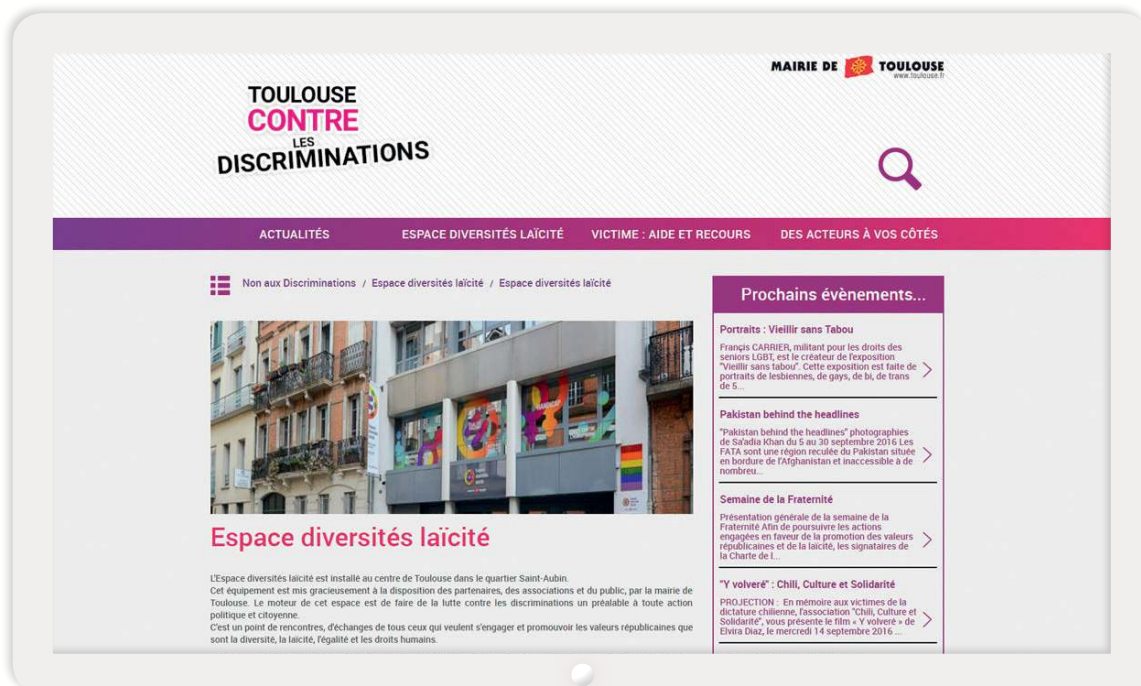 MAIRIE DE TOULOUSE
www.toulouse.fr
TOULOUSE
CONTRE
LES
DISCRIMINATIONS
ACTUALITÉS ESPACE DIVERSITÉS LAÏCITÉ VICTIME : AIDE ET RECOURS DES ACTEURS À VOS CÔTÉS
Non aux Discriminations / Espace diversités laïcité / Espace diversités laïcité
HANDICAP
Espace diversités laïcité
L'Espace diversités laïcité est installé au centre de Toulouse dans le quartier Saint-Aubin.
Cet équipement est mis gracieusement à la disposition des partenaires, des associations et du public, par la mairie de
Toulouse. Le moteur de cet espace est de faire de la lutte contre les discriminations un préalable à toute action
politique et citoyenne.
C'est un point de rencontres, d'échanges de tous ceux qui veulent s'engager et promouvoir les valeurs républicaines que
sont la diversité, la laïcité, l'égalité et les droits humains.
Prochains évènements...
Portraits : Vieillir sans Tabou
Françis CARRIER, militant pour les droits des
seniors LGBT, est le créateur de l'exposition
"Vieillir sans tabou". Cette exposition est faite de
portraits de lesbiennes, de gays, de bi, de trans
de 5...
Pakistan behind the headlines
"Pakistan behind the headlines" photographies
de Sa'adia Khan du 5 au 30 septembre 2016 Les
FATA sont une région reculée du Pakistan située
en bordure de l'Afghanistan et inaccessible à de
nombreu...
Semaine de la Fraternité
Présentation générale de la semaine de la
Fraternité Afin de poursuivre les actions
engagées en faveur de la promotion des valeurs
républicaines et de la laïcité, les signataires de
la Charte de l...
"Y volveré" : Chili, Culture et Solidarité
PROJECTION : En mémoire aux victimes de la
dictature chilienne, l'association "Chili, Culture et
Solidarité", vous présente le film « Y volveré » de
Elvira Diaz, le mercredi 14 septembre 2016 ...